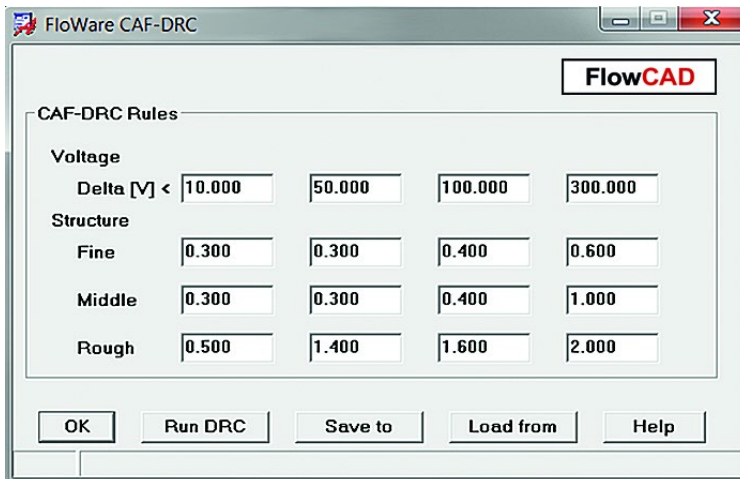 FloWare CAF-DRC
FlowCAD
CAF-DRC Rules
Voltage
Delta [V] < 10.000 50.000 100.000 300.000
Structure
Fine 0.300 0.300 0.400 0.600
Middle 0.300 0.300 0.400 1.000
Rough 0.500 1.400 1.600 2.000
OK Run DRC Save to Load from Help